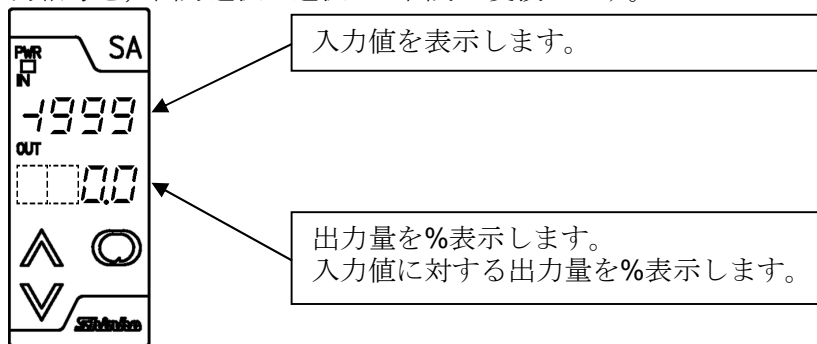 SA
PWR
IN
-1999
OUT
0.0
Shinko
入力値を表示します。
出力量を%表示します。
入力値に対する出力量を%表示します。